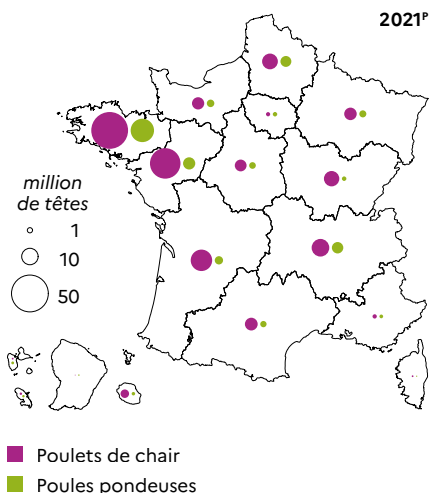 2021ᴾ
million
de têtes
1
10
50
Poulets de chair
Poules pondeuses